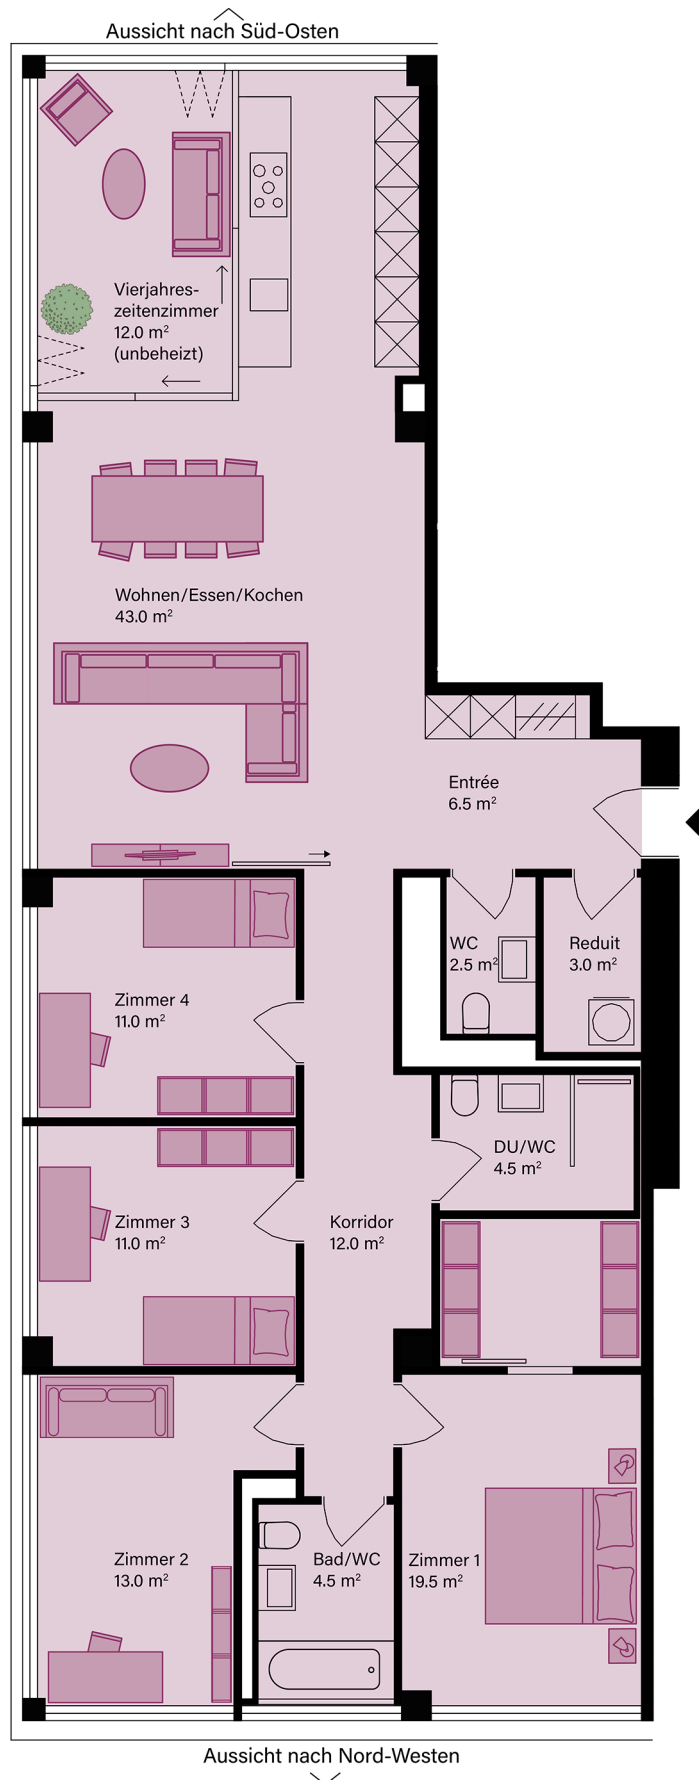 Aussicht nach Süd-Osten
Vierjahres-
zeitenzimmer
12.0 m²
(unbeheizt)
Wohnen/Essen/Kochen
43.0 m²
Entrée
6.5 m²
WC
2.5 m²
Reduit
3.0 m²
Zimmer 4
11.0 m²
DU/WC
4.5 m²
Zimmer 3
11.0 m²
Korridor
12.0 m²
Zimmer 2
13.0 m²
Bad/WC
4.5 m²
Zimmer 1
19.5 m²
Aussicht nach Nord-Westen